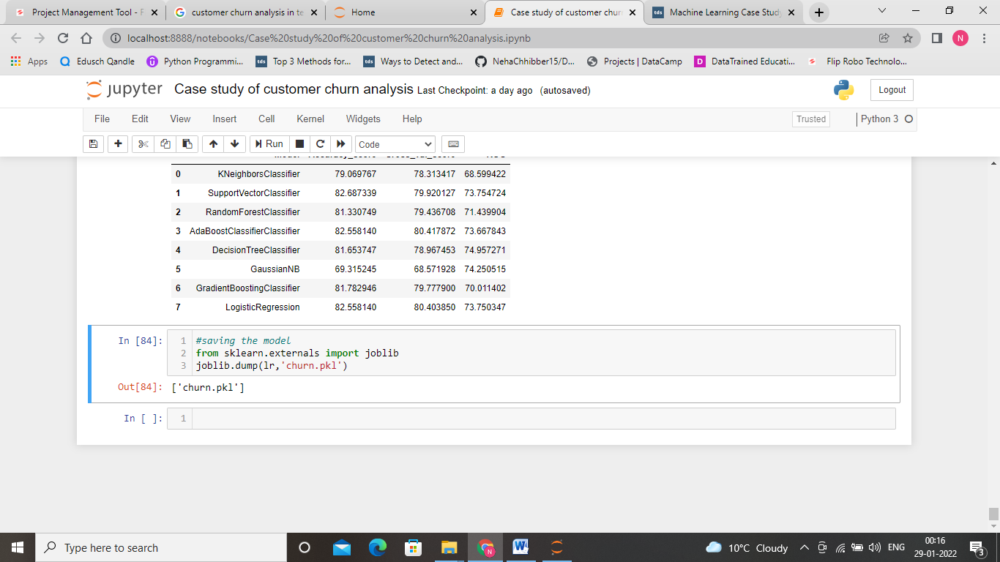 Project Management Tool - F
customer churn analysis in te
Home
Case study of customer churn
tds Machine Learning Case Study
localhost:8888/notebooks/Case%20study%20of%20customer%20churn%20analysis.ipynb
N
Apps
Edusch Qandle
Python Programmi...
tds Top 3 Methods for...
tds Ways to Detect and...
NehaChhibber15/D...
Projects | DataCamp
D DataTrained Educati...
Flip Robo Technolo...
jupyter Case study of customer churn analysis Last Checkpoint: a day ago (autosaved)
Logout
File Edit View Insert Cell Kernel Widgets Help
Trusted
Python 3
Run
Code
0 KNeighborsClassifier 79.069767 78.313417 68.599422
1 SupportVectorClassifier 82.687339 79.920127 73.754724
2 RandomForestClassifier 81.330749 79.436708 71.439904
3 AdaBoostClassifierClassifier 82.558140 80.417872 73.667843
4 DecisionTreeClassifier 81.653747 78.967453 74.957271
5 GaussianNB 69.315245 68.571928 74.250515
6 GradientBoostingClassifier 81.782946 79.777900 70.011402
7 LogisticRegression 82.558140 80.403850 73.750347
In [84]: 1 #saving the model
2 from sklearn.externals import joblib
3 joblib.dump(lr,'churn.pkl')
Out[84]: ['churn.pkl']
In [ ]: 1
Type here to search
N
W
10°C Cloudy
ENG
00:16
29-01-2022
3